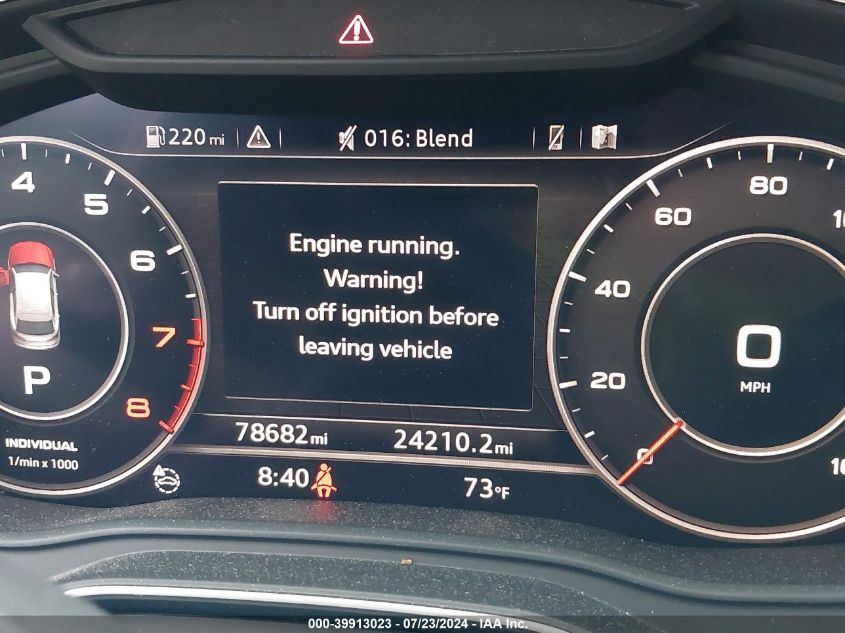 220 mi 016: Blend
Engine running.
Warning!
Turn off ignition before
leaving vehicle
4
5
6
7
8
P
INDIVIDUAL
1/min x 1000
78682 mi 24210.2 mi
8:40 73°F
80
60
40
20
0
0
MPH
000-39913023 - 07/23/2024 - IAA Inc.